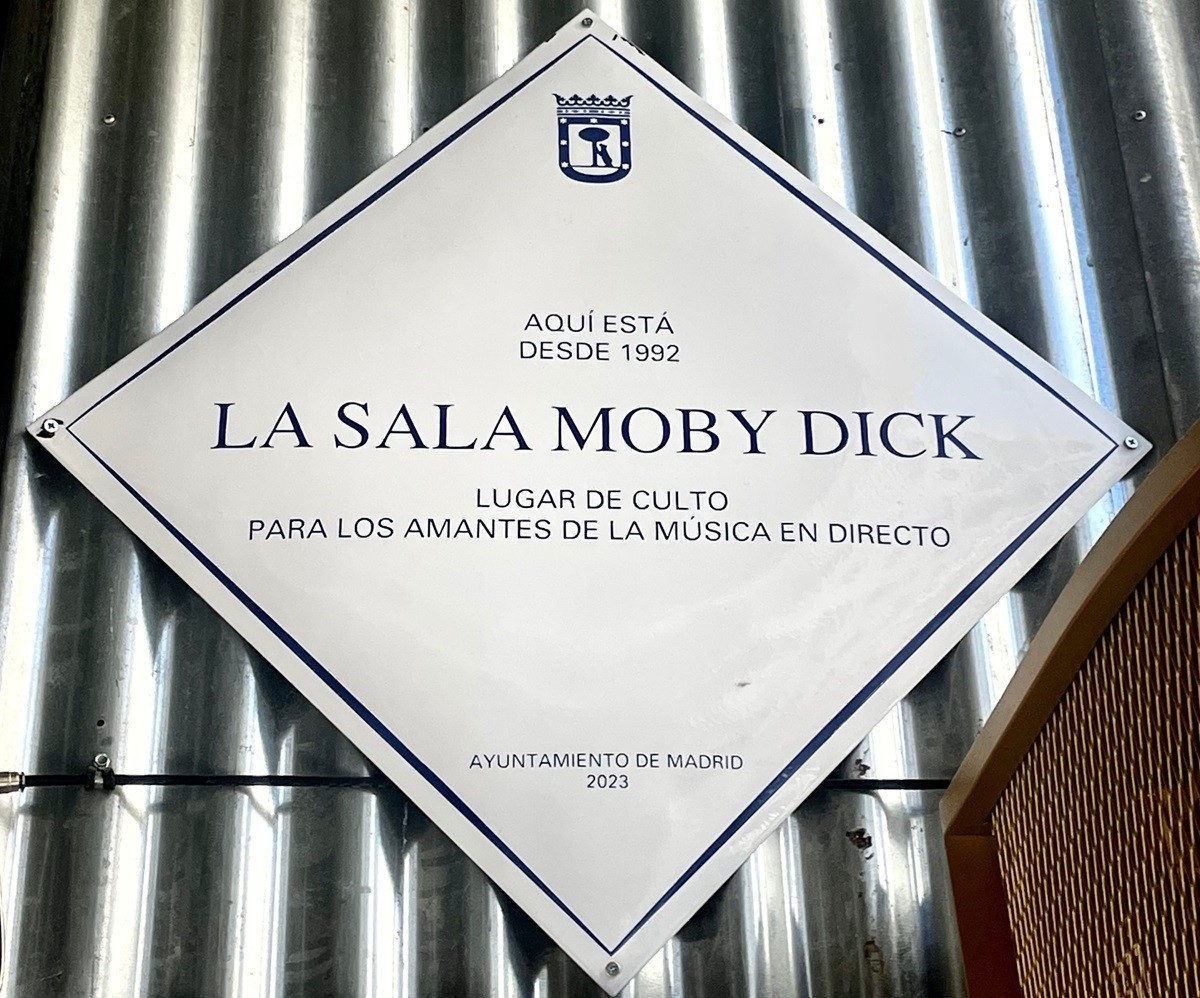 AQUÍ ESTÁ
DESDE 1992
LA SALA MOBY DICK
LUGAR DE CULTO
PARA LOS AMANTES DE LA MÚSICA EN DIRECTO
AYUNTAMIENTO DE MADRID
2023